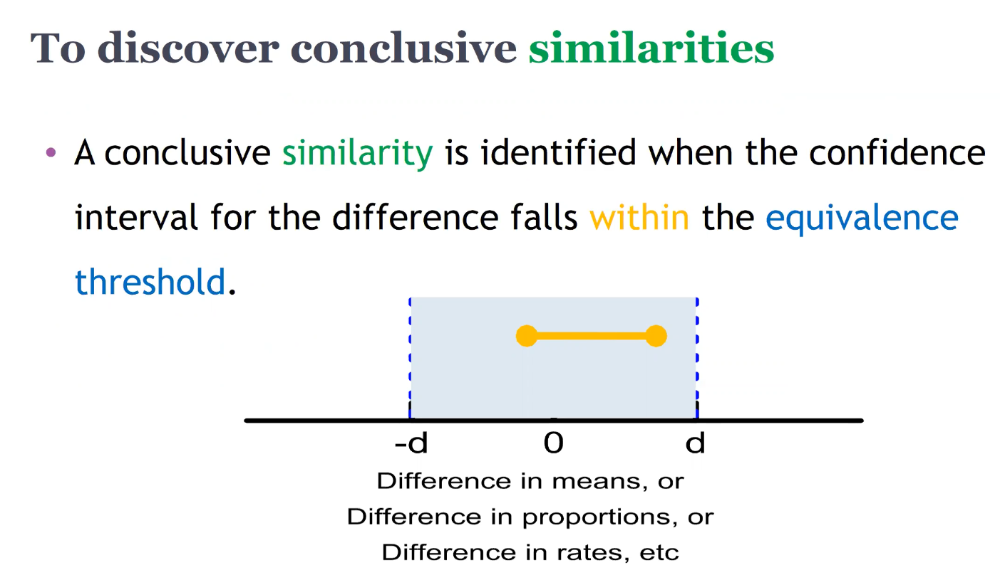 To discover conclusive similarities
• A conclusive similarity is identified when the confidence
interval for the difference falls within the equivalence
threshold.
-d 0 d
Difference in means, or
Difference in proportions, or
Difference in rates, etc